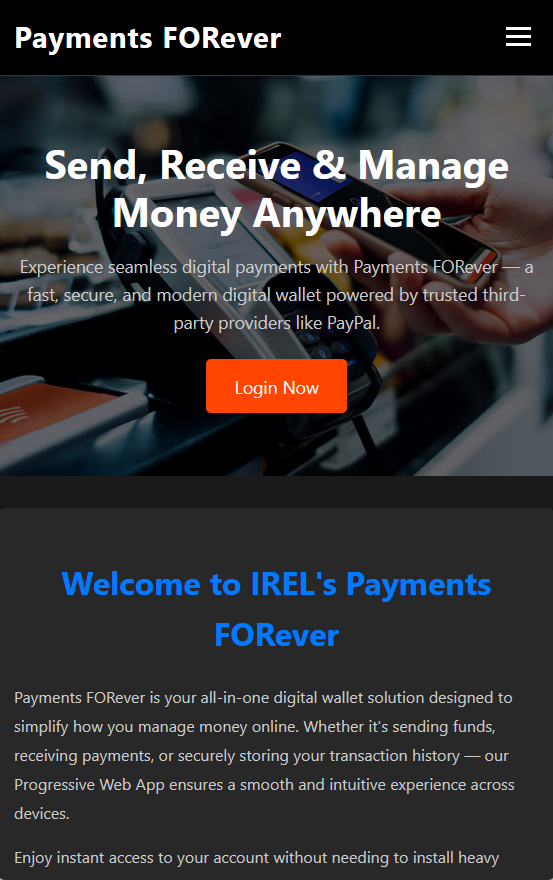 Payments FORever
Send, Receive & Manage
Money Anywhere
Experience seamless digital payments with Payments FORever — a
fast, secure, and modern digital wallet powered by trusted third-
party providers like PayPal.
Login Now
Welcome to IREL's Payments
FORever
Payments FORever is your all-in-one digital wallet solution designed to
simplify how you manage money online. Whether it's sending funds,
receiving payments, or securely storing your transaction history — our
Progressive Web App ensures a smooth and intuitive experience across
devices.
Enjoy instant access to your account without needing to install heavy